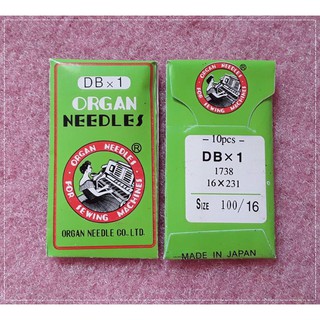 DB×1
ORGAN
NEEDLES
ORGAN NEEDLES
FOR SEWING MACHINES
®
ORGAN NEEDLE CO. LTD.
ORGAN NEEDLES
FOR SEWING MACHINES
®
10pcs
DB×1
1738
16×231
SIZE 100/16
MADE IN JAPAN